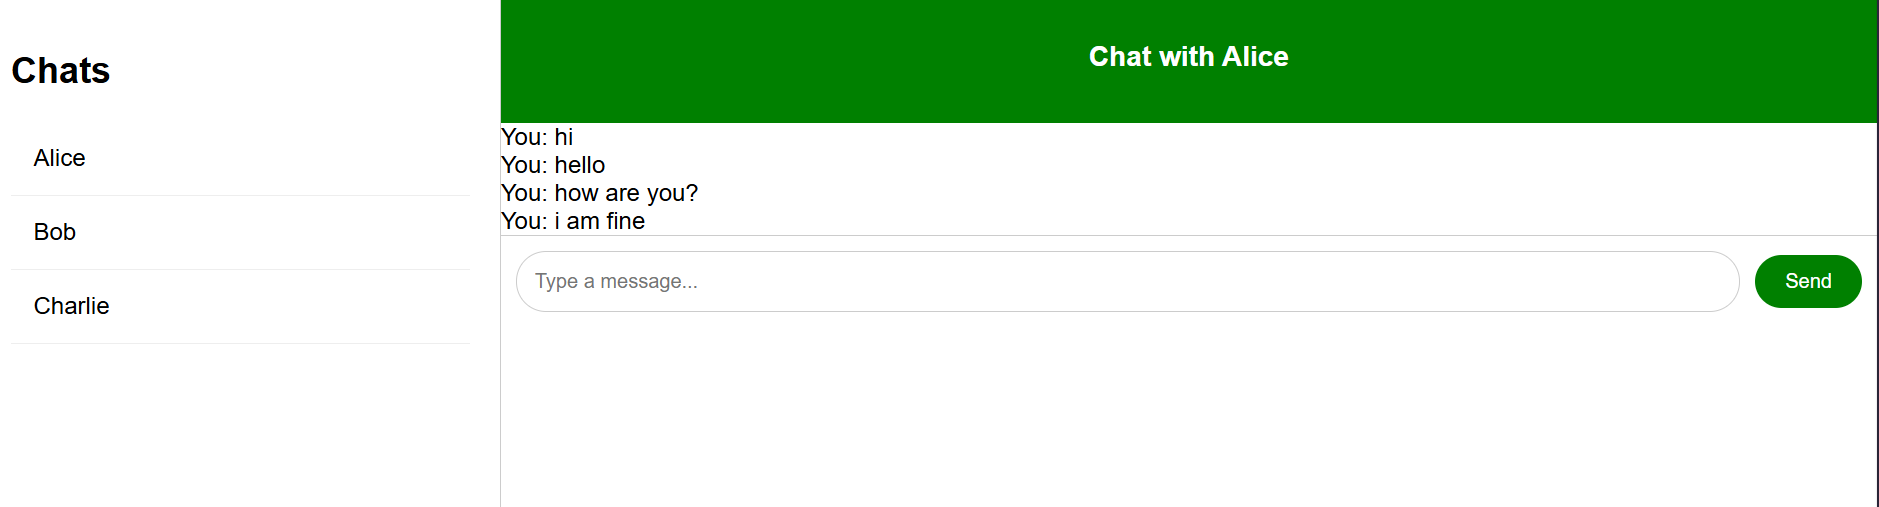 Chats
Alice
Bob
Charlie
Chat with Alice
You: hi
You: hello
You: how are you?
You: i am fine
Type a message...
Send